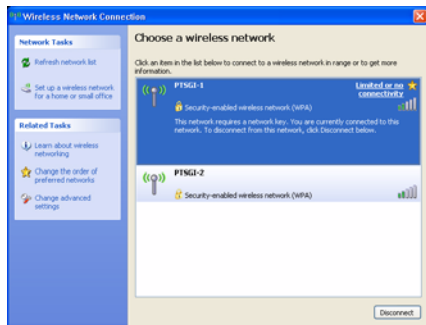 Wireless Network Connection
Network Tasks
Refresh network list
Set up a wireless network
for a home or small office
Related Tasks
Learn about wireless
networking
Change the order of
preferred networks
Change advanced
settings
Choose a wireless network
Click an item in the list below to connect to a wireless network in range or to get more
information.
PTSGI-1
Limited or no
connectivity
Security-enabled wireless network (WPA)
This network requires a network key. You are currently connected to this
network. To disconnect from this network, click Disconnect below.
PTSGI-2
Security-enabled wireless network (WPA)
Disconnect